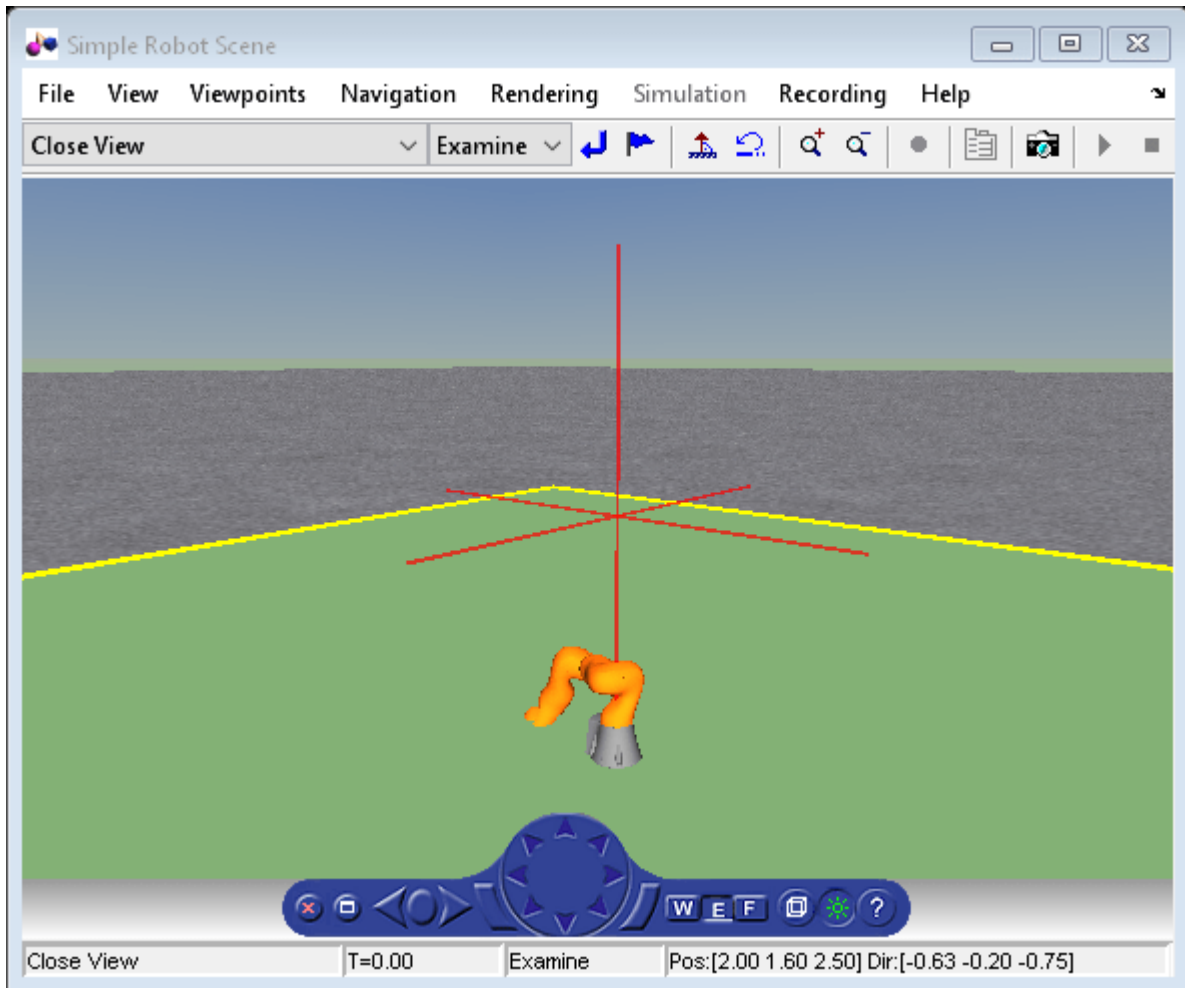 Simple Robot Scene
File View Viewpoints Navigation Rendering Simulation Recording Help
Close View Examine
W E F ?
Close View T=0.00 Examine Pos:[2.00 1.60 2.50] Dir:[-0.63 -0.20 -0.75]